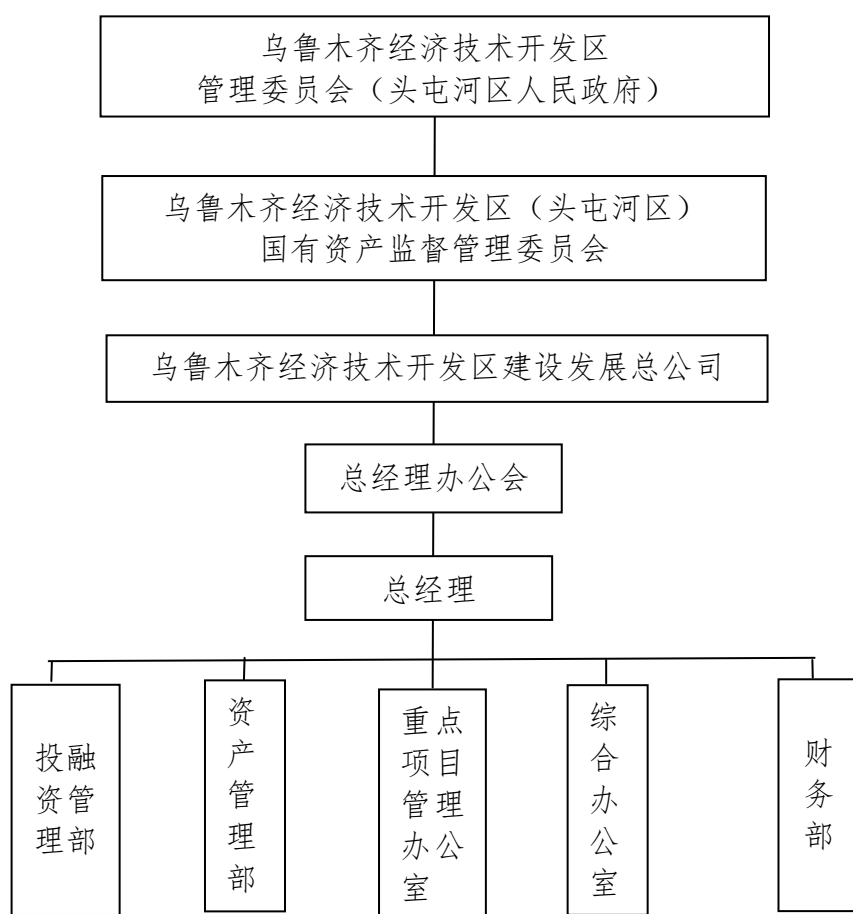 乌鲁木齐经济技术开发区
管理委员会（头屯河区人民政府）
乌鲁木齐经济技术开发区（头屯河区）
国有资产监督管理委员会
乌鲁木齐经济技术开发区建设发展总公司
总经理办公会
总经理
投融
资管
理部
资产管理部
重点
项目
管理
办公
室
综合办公室
财务部